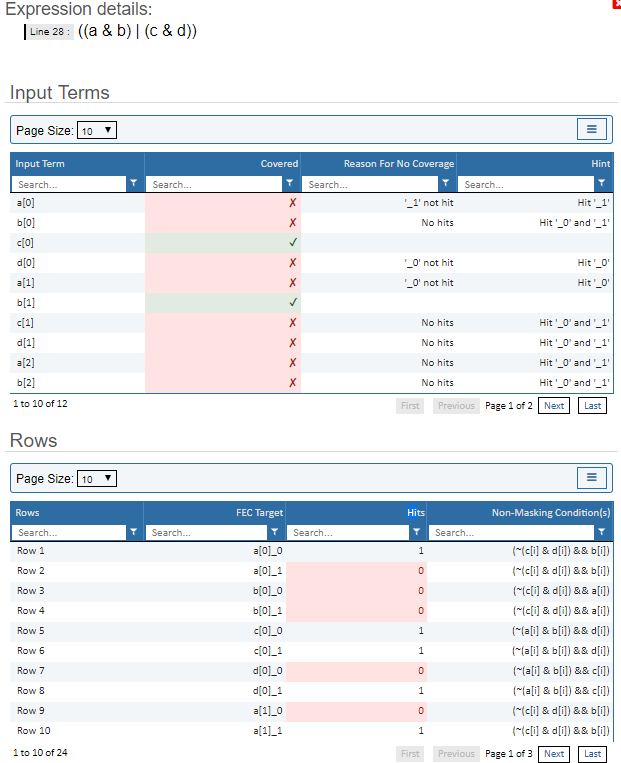 Expression details:
Line 28 : ((a & b) | (c & d))
Input Terms
Page Size: 10
Input Term Covered Reason For No Coverage Hint
Search... Search... Search... Search...
a[0] ✗ '_1' not hit Hit '_1'
b[0] ✗ No hits Hit '_0' and '_1'
c[0] ✓
d[0] ✗ '_0' not hit Hit '_0'
a[1] ✗ '_0' not hit Hit '_0'
b[1] ✓
c[1] ✗ No hits Hit '_0' and '_1'
d[1] ✗ No hits Hit '_0' and '_1'
a[2] ✗ No hits Hit '_0' and '_1'
b[2] ✗ No hits Hit '_0' and '_1'
1 to 10 of 12 First Previous Page 1 of 2 Next Last
Rows
Page Size: 10
Rows FEC Target Hits Non-Masking Condition(s)
Search... Search... Search... Search...
Row 1 a[0]_0 1 (~(c[i] & d[i]) && b[i])
Row 2 a[0]_1 0 (~(c[i] & d[i]) && b[i])
Row 3 b[0]_0 0 (~(c[i] & d[i]) && a[i])
Row 4 b[0]_1 0 (~(c[i] & d[i]) && a[i])
Row 5 c[0]_0 1 (~(a[i] & b[i]) && d[i])
Row 6 c[0]_1 1 (~(a[i] & b[i]) && d[i])
Row 7 d[0]_0 0 (~(a[i] & b[i]) && c[i])
Row 8 d[0]_1 1 (~(a[i] & b[i]) && c[i])
Row 9 a[1]_0 0 (~(c[i] & d[i]) && b[i])
Row 10 a[1]_1 1 (~(c[i] & d[i]) && b[i])
1 to 10 of 24 First Previous Page 1 of 3 Next Last